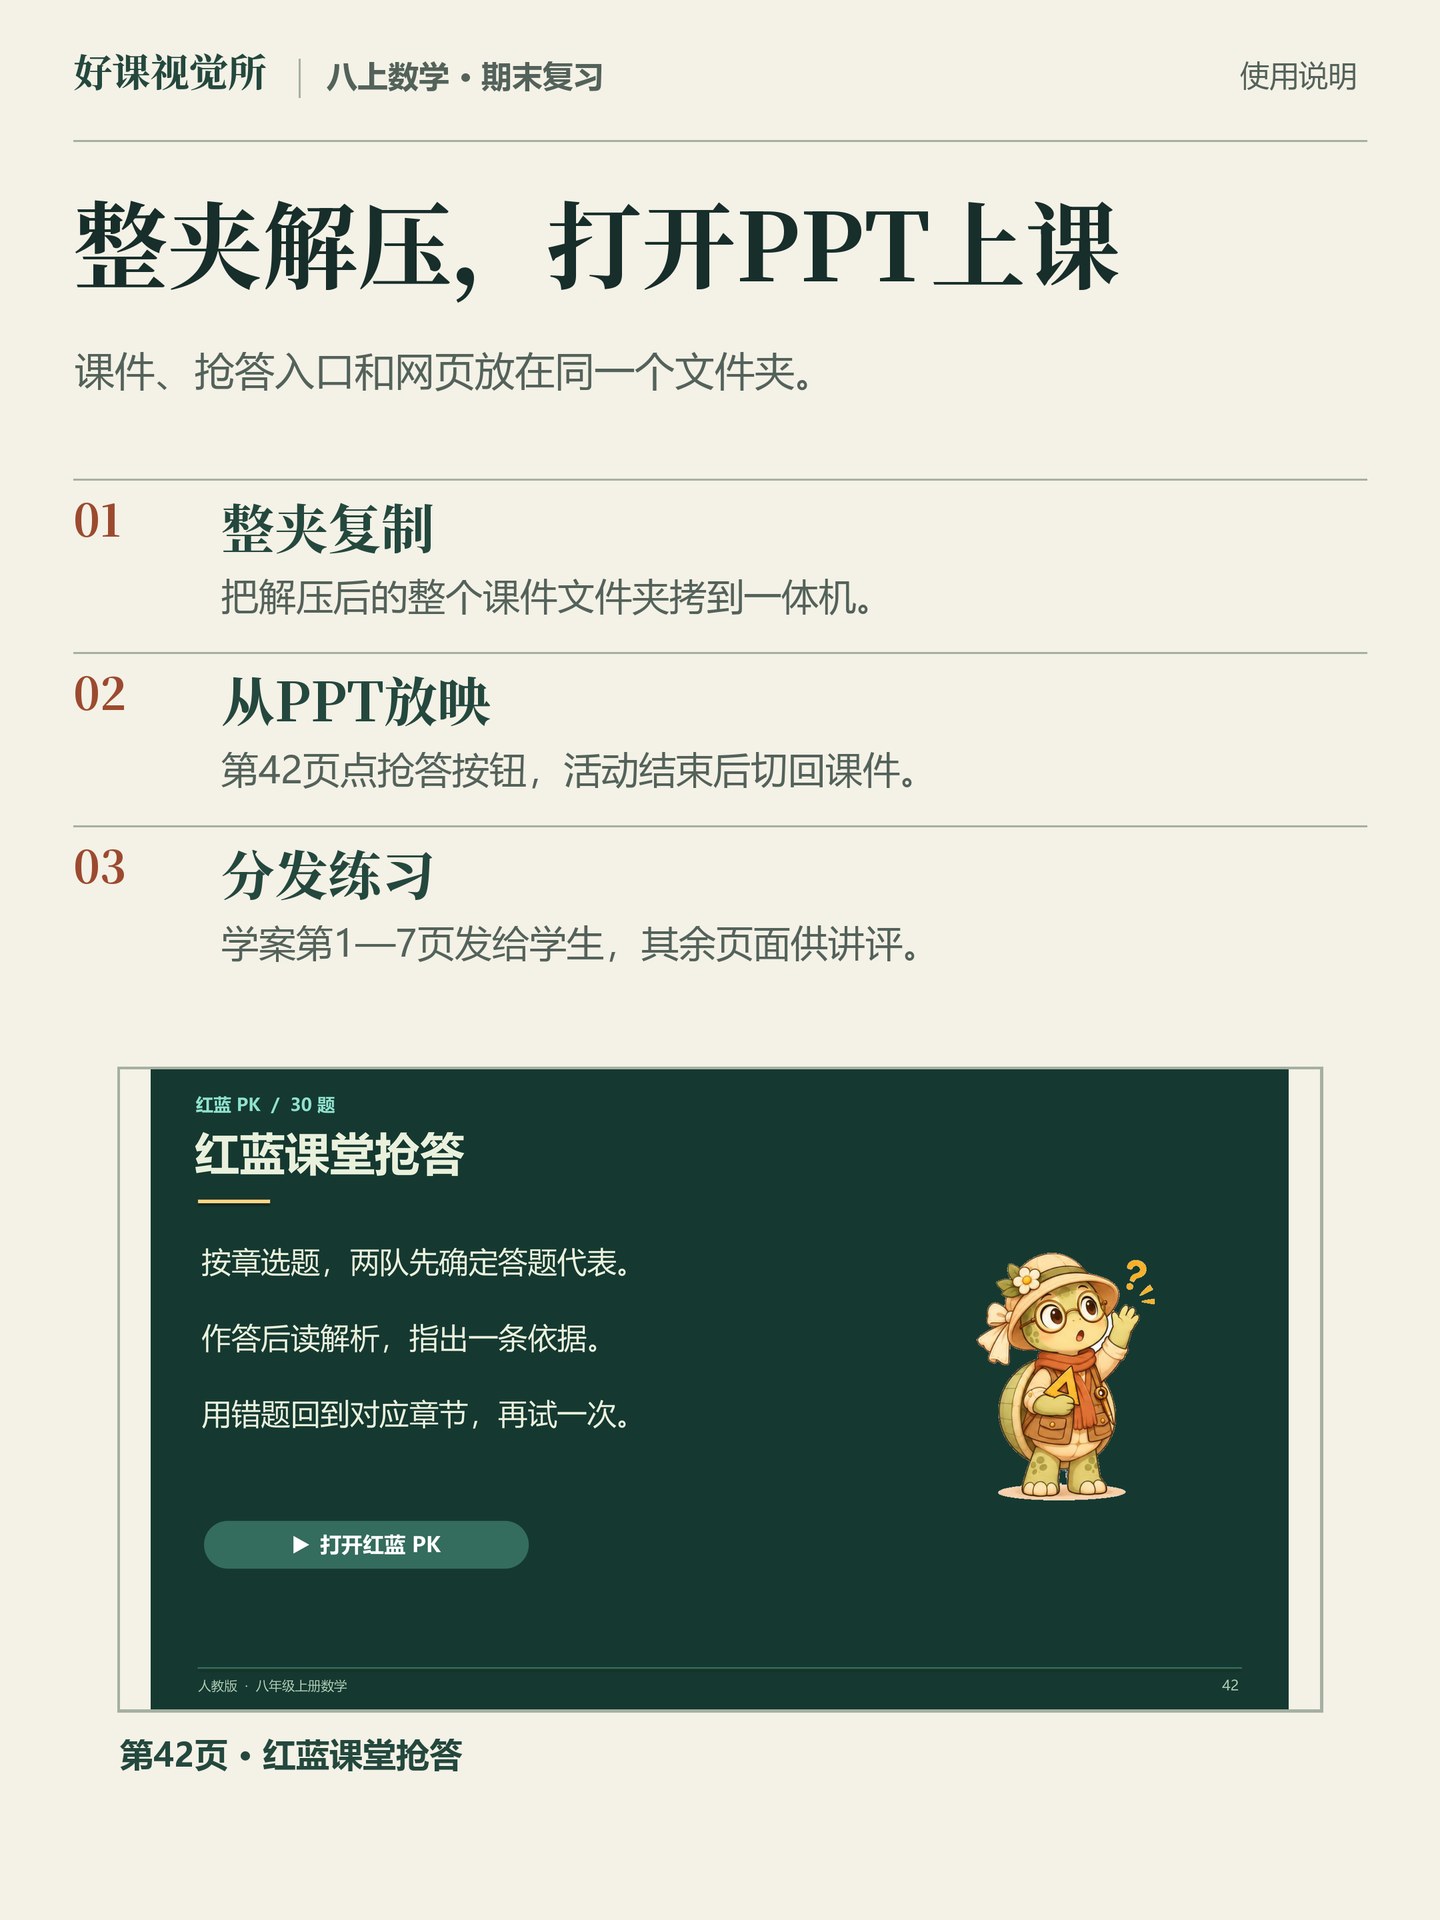 好课视觉所
八上数学·期末复习
使用说明
整夹解压，打开PPT上课
课件、抢答入口和网页放在同一个文件夹。
01
整夹复制
把解压后的整个课件文件夹拷到一体机。
02
从PPT放映
第42页点抢答按钮，活动结束后切回课件。
03
分发练习
学案第1—7页发给学生，其余页面供讲评。
红蓝 PK / 30 题
红蓝课堂抢答
按章选题，两队先确定答题代表。
?
作答后读解析，指出一条依据。
用错题回到对应章节，再试一次。
▶ 打开红蓝 PK
人教版 · 八年级上册数学
42
第42页·红蓝课堂抢答